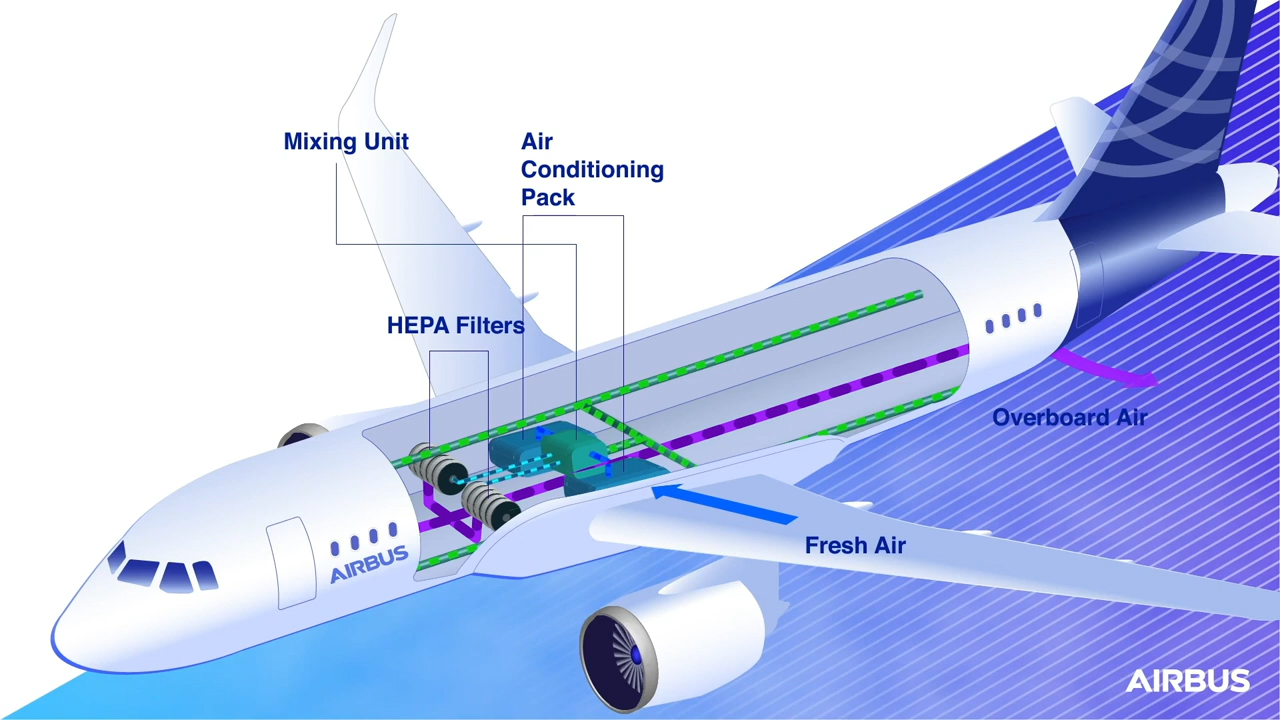 Mixing Unit
Air
Conditioning
Pack
HEPA Filters
Overboard Air
Fresh Air
AIRBUS
AIRBUS